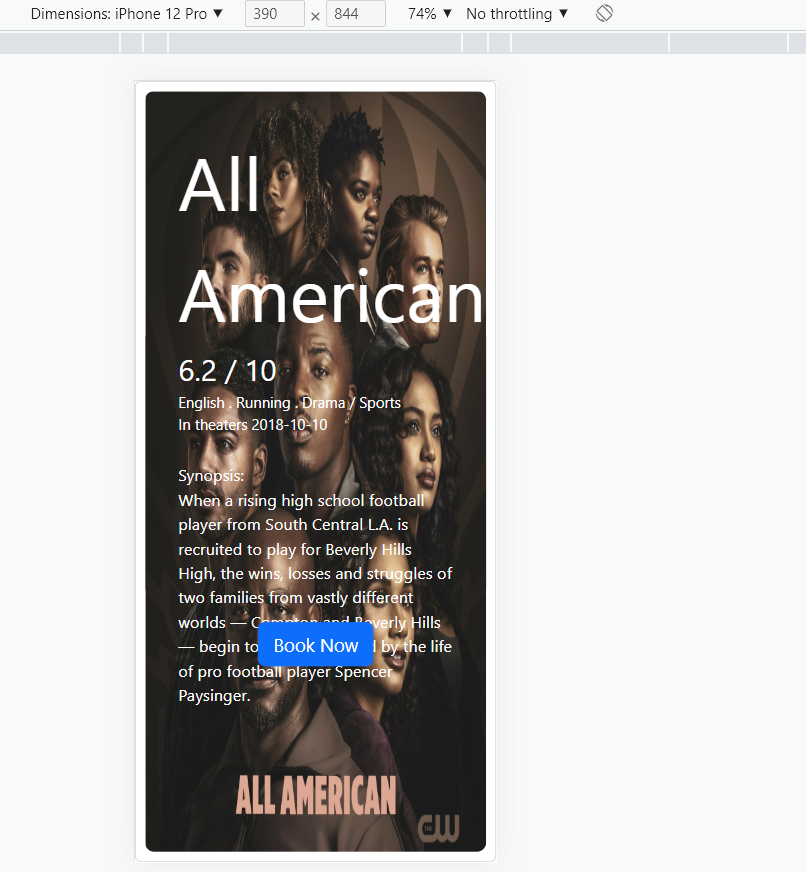 Dimensions: iPhone 12 Pro ▼ 390 × 844 74% ▼ No throttling ▼
All
American
6.2 / 10
English . Running . Drama / Sports
In theaters 2018-10-10
Synopsis:
When a rising high school football
player from South Central L.A. is
recruited to play for Beverly Hills
High, the wins, losses and struggles of
two families from vastly different
worlds — Compton and Beverly Hills
— begin to by the life
Book Now
of pro football player Spencer
Paysinger.
ALL AMERICAN
THE CW